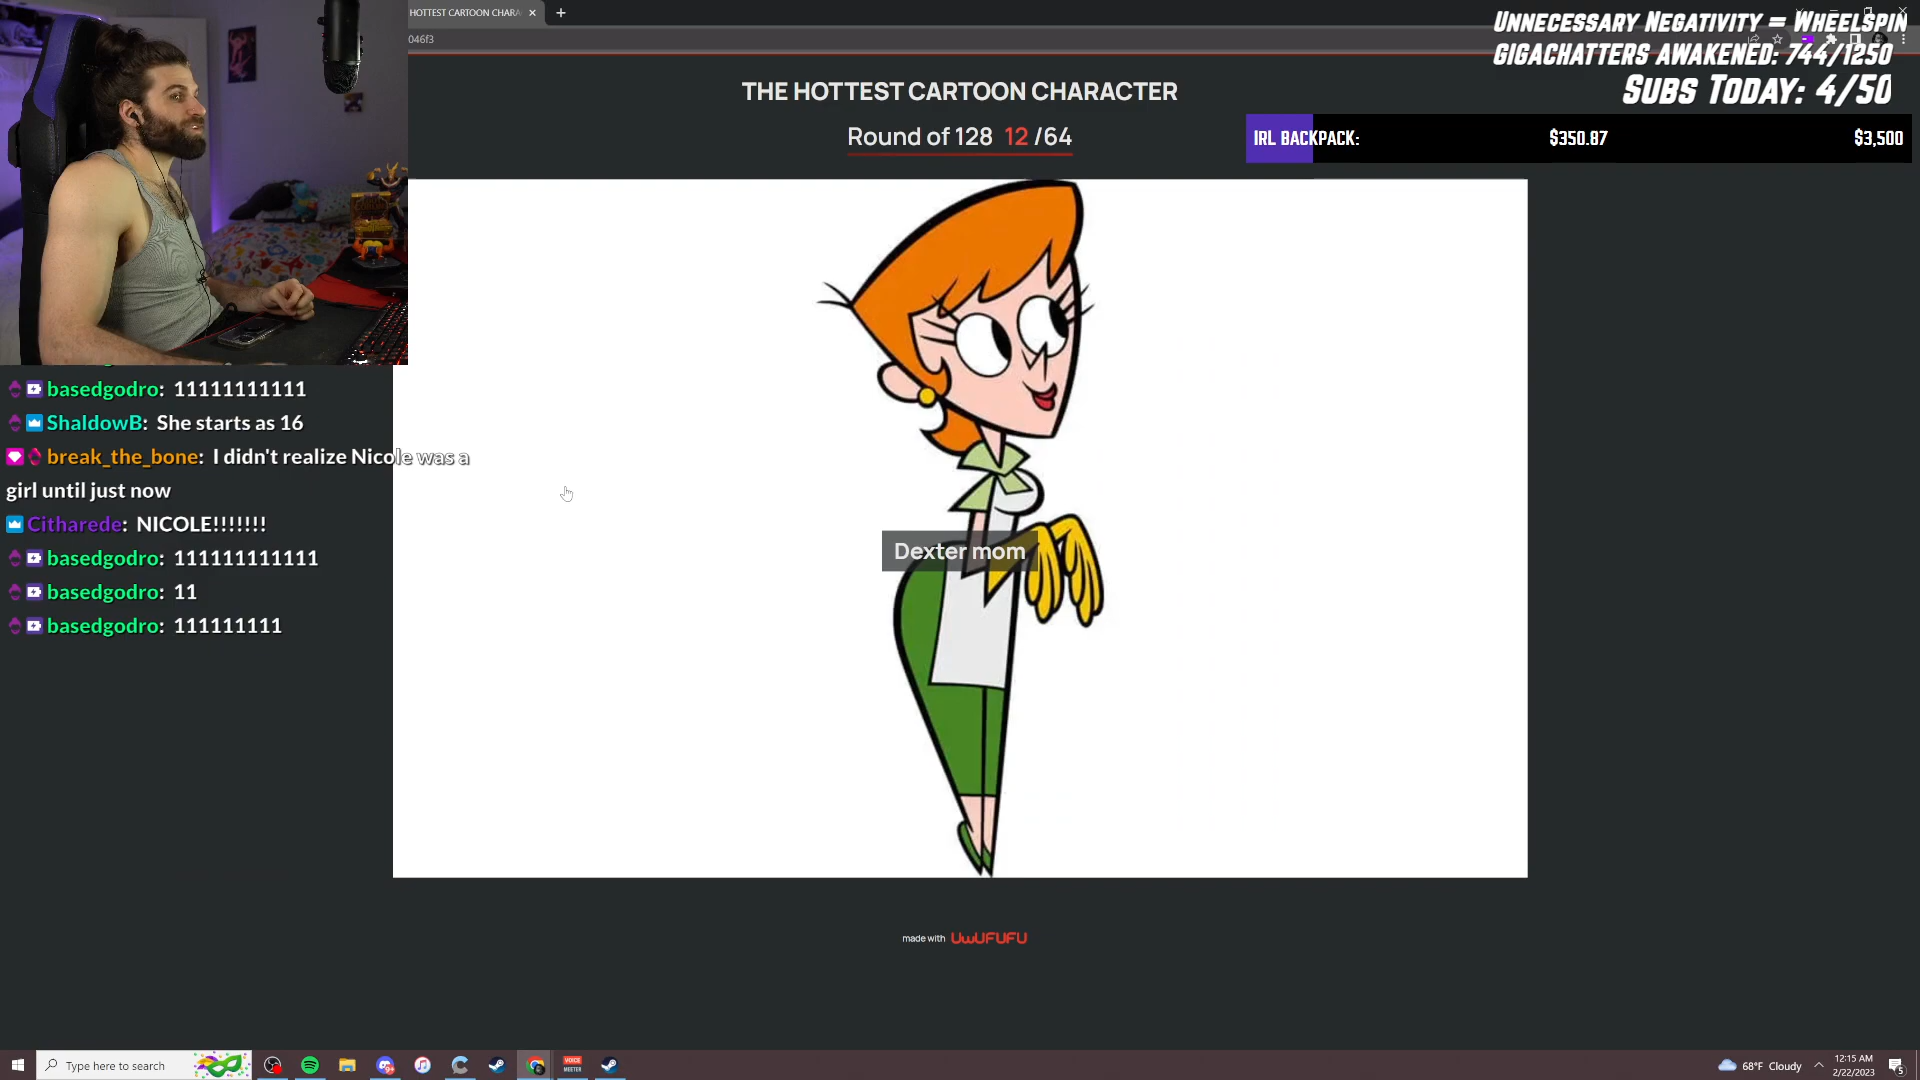 HOTTEST CARTOON CHARA
046f3
UNNECESSARY NEGATIVITY = WHEELSPIN
GIGACHATTERS AWAKENED: 744/1250
SUBS TODAY: 4/50
THE HOTTEST CARTOON CHARACTER
Round of 128 12 /64
IRL BACKPACK: $350.87 $3,500
basedgodro: 11111111111
ShaldowB: She starts as 16
break_the_bone: I didn't realize Nicole was a
girl until just now
Citharede: NICOLE!!!!!!!
basedgodro: 111111111111
basedgodro: 11
basedgodro: 111111111
Dexter mom
made with UwUFUFU
Type here to search
VOICE
MEETER
68°F Cloudy
12:15 AM
2/22/2023
5